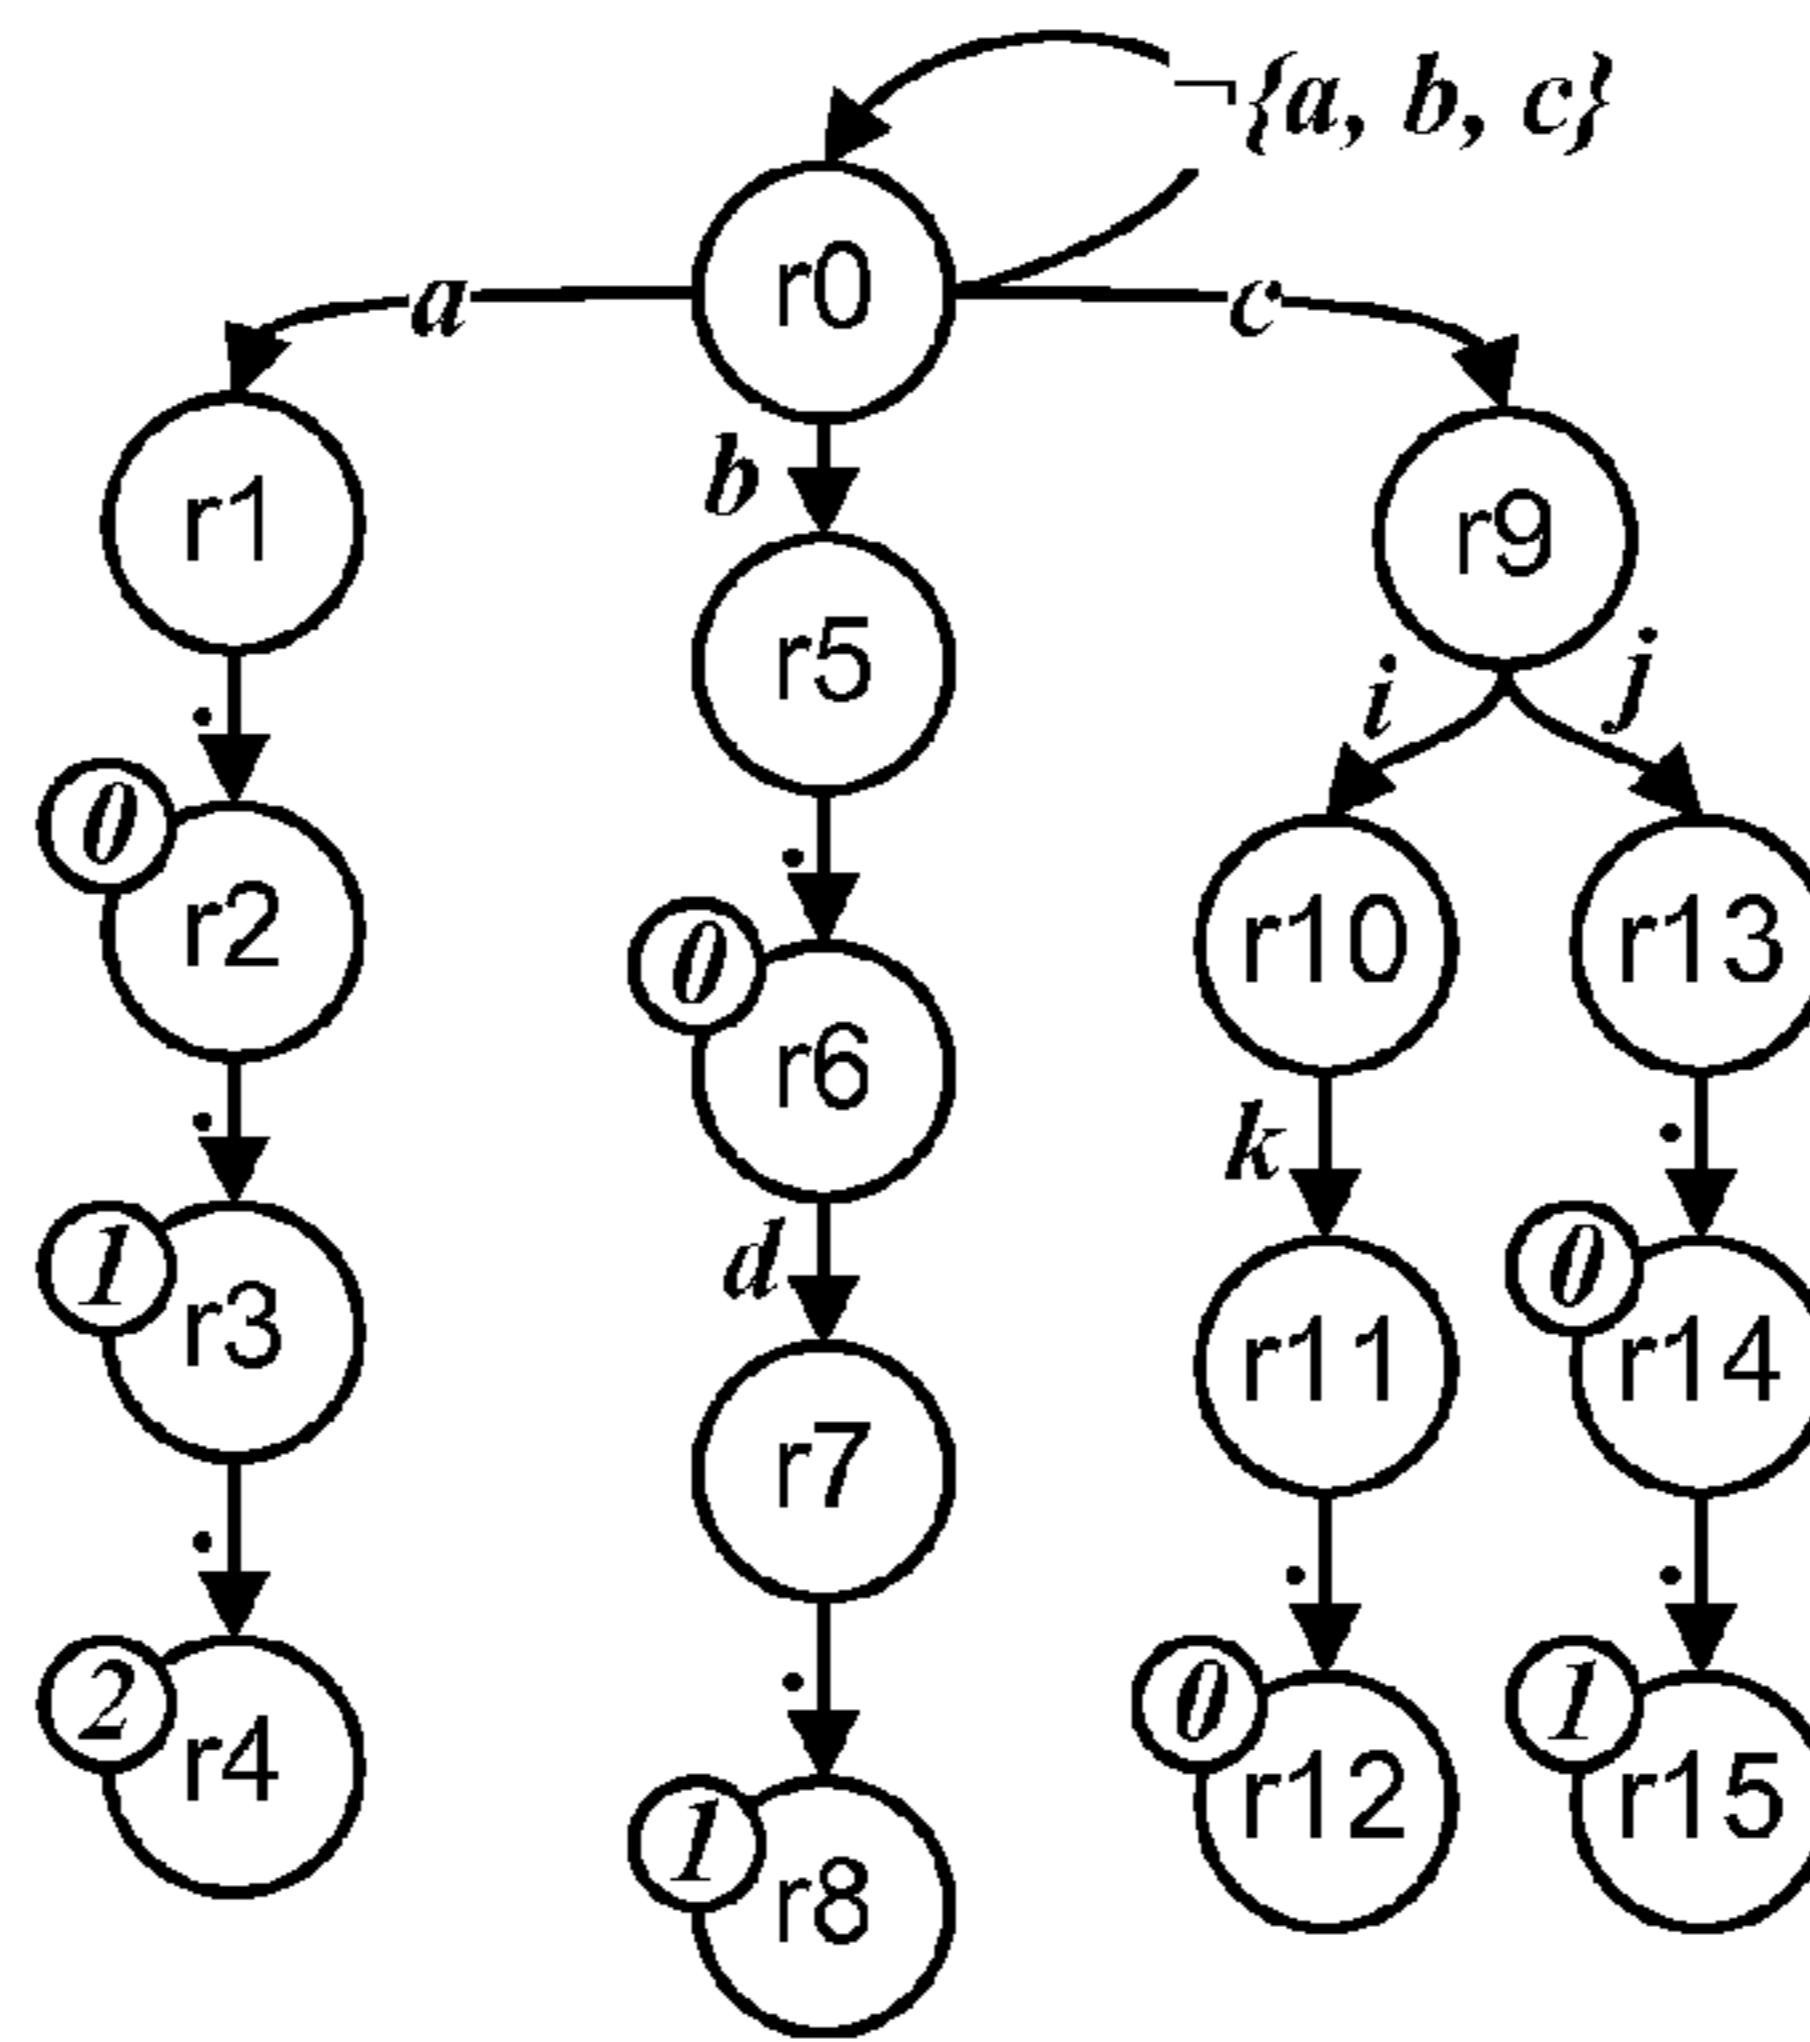 ¬{a, b, c}
r0
a
c
b
r1
r9
r5
i
j
.
0
r2
.
0
r6
r10
r13
.
k
.
1
r3
d
0
r14
r11
r7
.
.
.
2
r4
.
0
r12
1
r15
1
r8